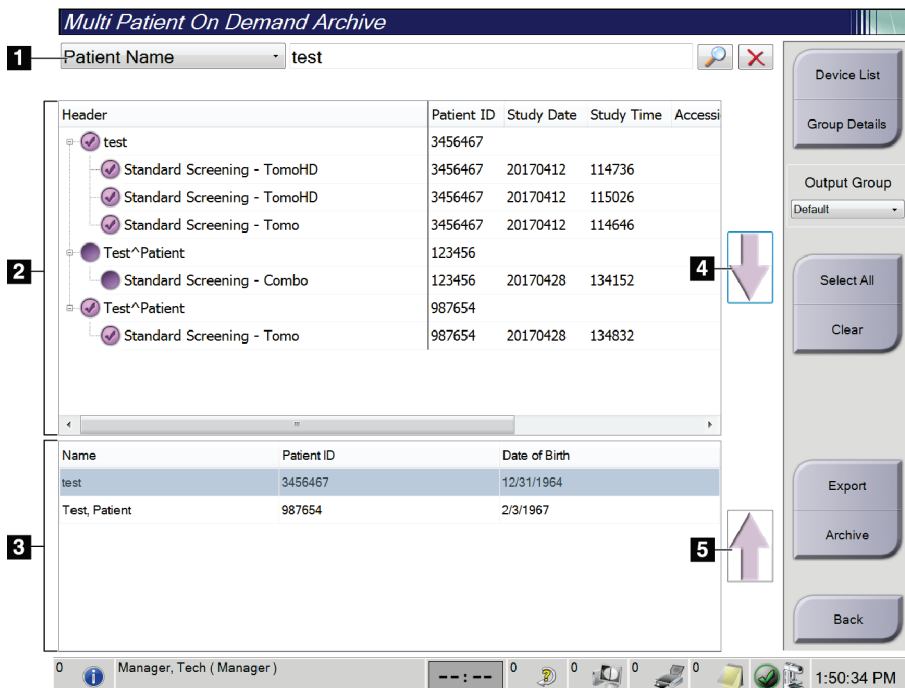 Multi Patient On Demand Archive
1 Patient Name test
Device List
Group Details
Output Group
Default
Select All
Clear
Export
Archive
Back
2
Header Patient ID Study Date Study Time Accessi
test 3456467
Standard Screening - TomoHD 3456467 20170412 114736
Standard Screening - TomoHD 3456467 20170412 115026
Standard Screening - Tomo 3456467 20170412 114646
Test^Patient 123456
Standard Screening - Combo 123456 20170428 134152
Test^Patient 987654
Standard Screening - Tomo 987654 20170428 134832
4
3
Name Patient ID Date of Birth
test 3456467 12/31/1964
Test, Patient 987654 2/3/1967
5
0 Manager, Tech ( Manager ) --:-- 0 0 0 0 1:50:34 PM